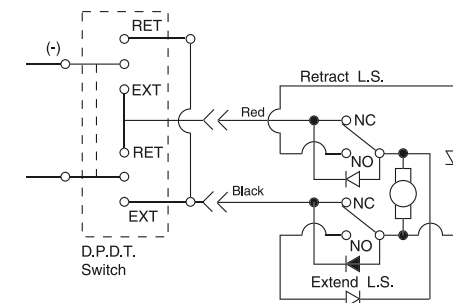 RET
(-)
Retract L.S.
EXT
Red
NC
NO
RET
Black
NC
EXT
NO
D.P.D.T.
Switch
Extend L.S.